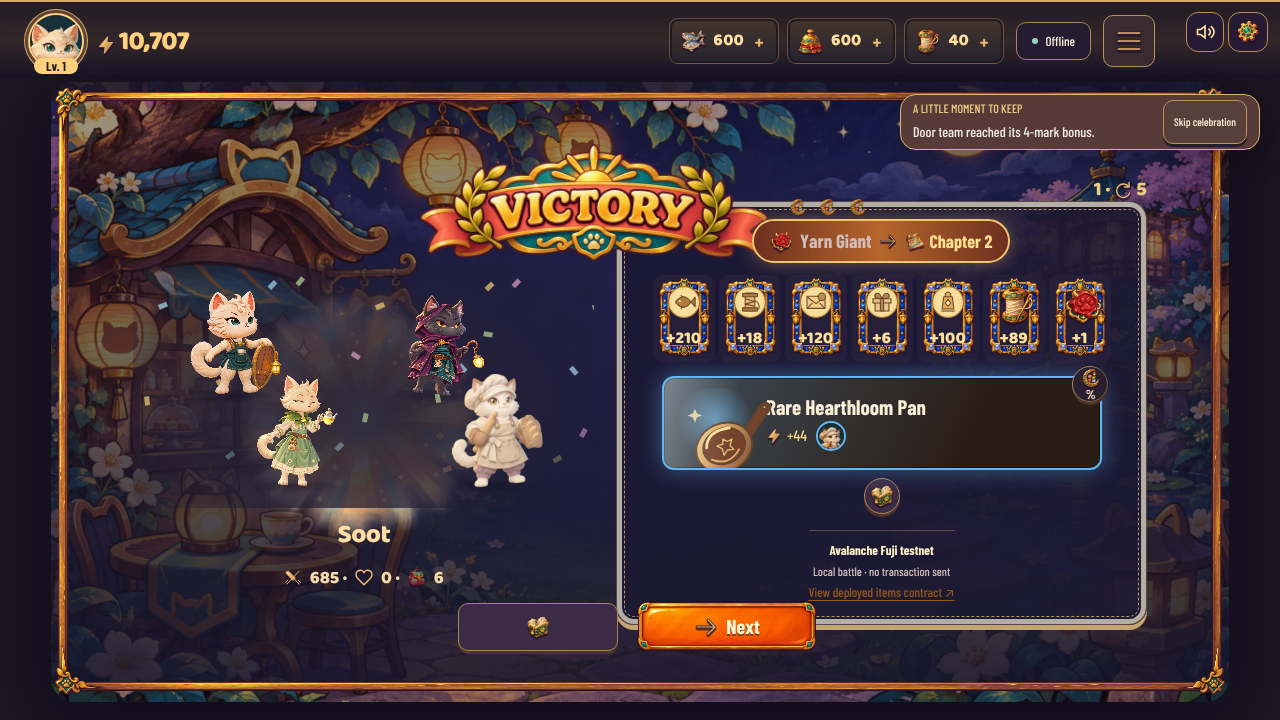 Lv. 1
10,707
600 +
600 +
40 +
Offline
A LITTLE MOMENT TO KEEP
Door team reached its 4-mark bonus.
Skip celebration
1 · 5
VICTORY
Yarn Giant → Chapter 2
+210
+18
+120
+6
+100
+89
+1
Rare Hearthloom Pan
%
+44
Soot
685 · 0 · 6
Avalanche Fuji testnet
Local battle · no transaction sent
View deployed items contract ↗
→ Next